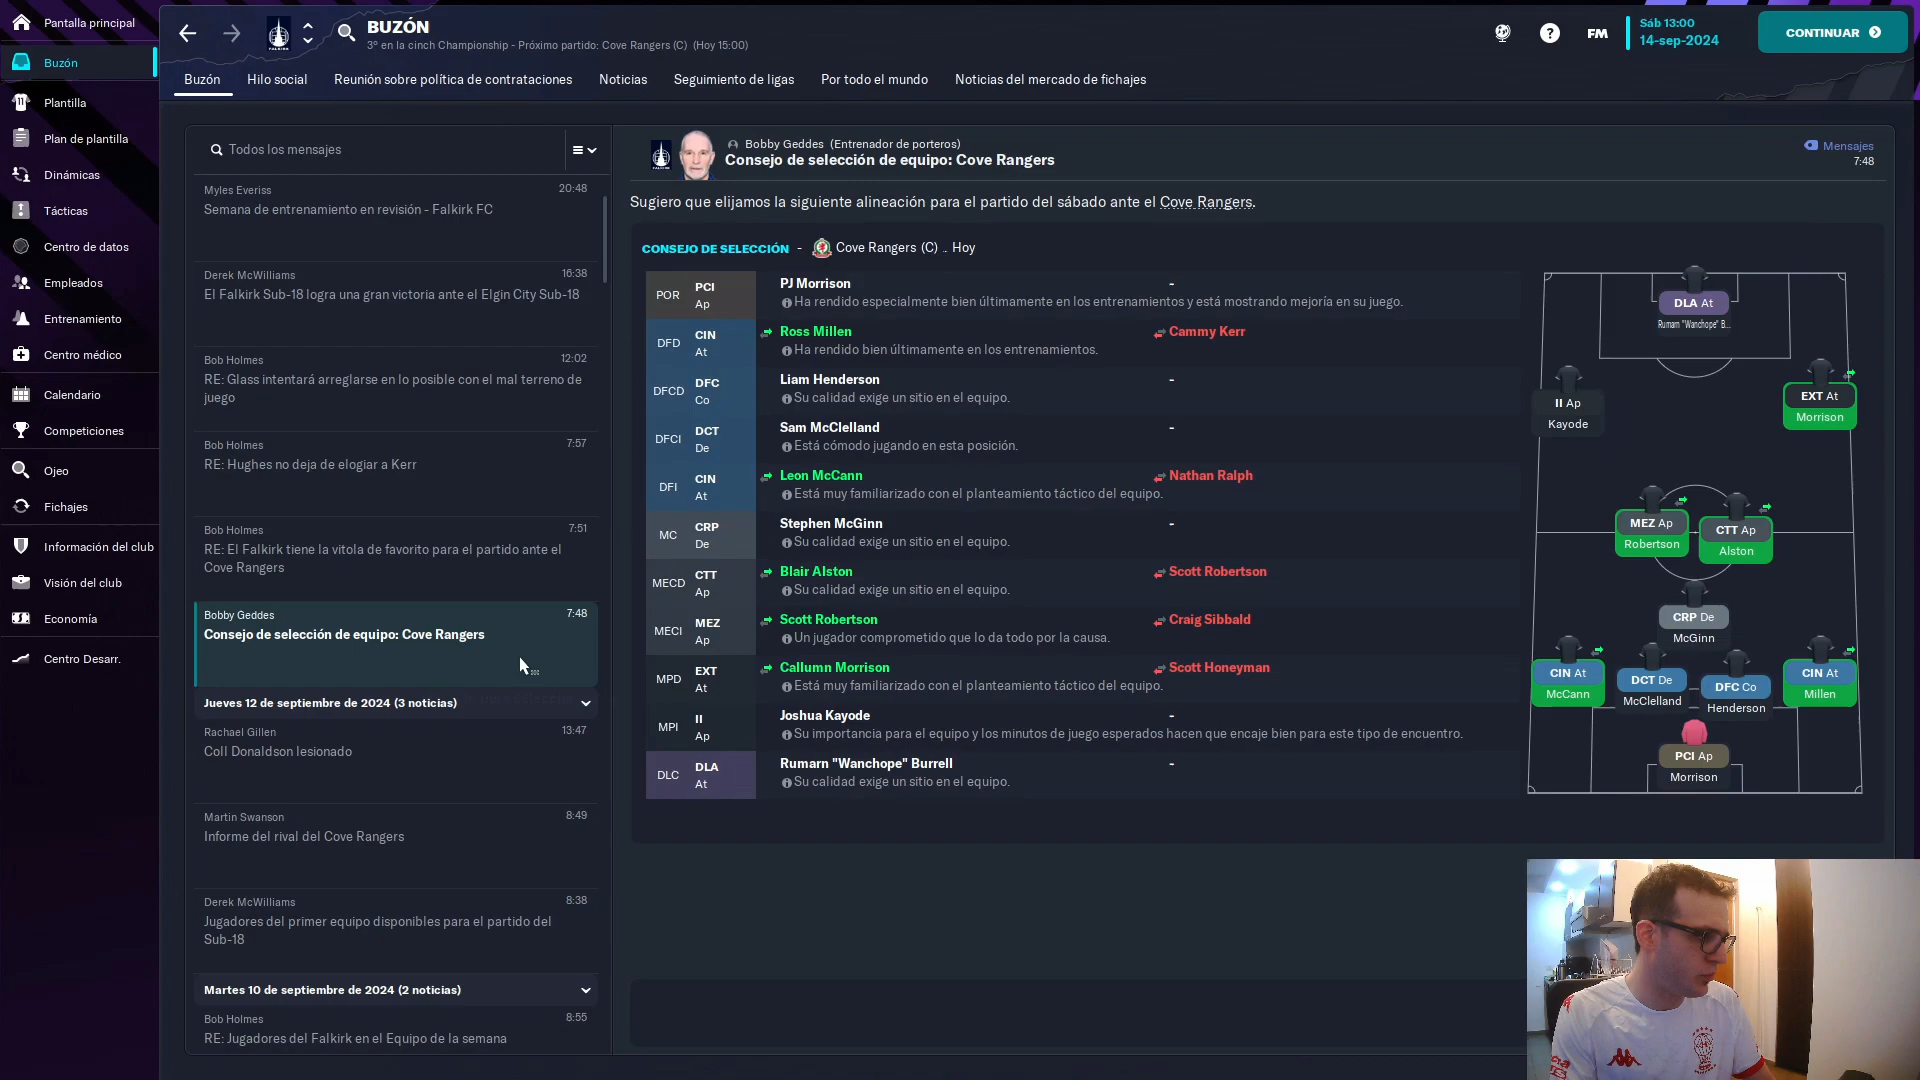 Pantalla principal
Buzón
Plantilla
Plan de plantilla
Dinámicas
Tácticas
Centro de datos
Empleados
Entrenamiento
Centro médico
Calendario
Competiciones
Ojeo
Fichajes
Información del club
Visión del club
Economía
Centro Desarr.
BUZÓN
3º en la cinch Championship - Próximo partido: Cove Rangers (C) (Hoy 15:00)
FM
Sáb 13:00
14-sep-2024
CONTINUAR
Buzón Hilo social Reunión sobre política de contrataciones Noticias Seguimiento de ligas Por todo el mundo Noticias del mercado de fichajes
Todos los mensajes
Myles Everiss 20:48
Semana de entrenamiento en revisión - Falkirk FC
Derek McWilliams 16:38
El Falkirk Sub-18 logra una gran victoria ante el Elgin City Sub-18
Bob Holmes 12:02
RE: Glass intentará arreglarse en lo posible con el mal terreno de
juego
Bob Holmes 7:57
RE: Hughes no deja de elogiar a Kerr
Bob Holmes 7:51
RE: El Falkirk tiene la vitola de favorito para el partido ante el
Cove Rangers
Bobby Geddes 7:48
Consejo de selección de equipo: Cove Rangers
Jueves 12 de septiembre de 2024 (3 noticias)
Rachael Gillen 13:47
Coll Donaldson lesionado
Martin Swanson 8:49
Informe del rival del Cove Rangers
Derek McWilliams 8:38
Jugadores del primer equipo disponibles para el partido del
Sub-18
Martes 10 de septiembre de 2024 (2 noticias)
Bob Holmes 8:55
RE: Jugadores del Falkirk en el Equipo de la semana
Bobby Geddes (Entrenador de porteros)
Consejo de selección de equipo: Cove Rangers
Mensajes
7:48
Sugiero que elijamos la siguiente alineación para el partido del sábado ante el Cove Rangers.
CONSEJO DE SELECCIÓN - Cove Rangers (C) .. Hoy
POR PCI Ap PJ Morrison -
Ha rendido especialmente bien últimamente en los entrenamientos y está mostrando mejoría en su juego.
DFD CIN At Ross Millen Cammy Kerr
Ha rendido bien últimamente en los entrenamientos.
DFCD DFC Co Liam Henderson -
Su calidad exige un sitio en el equipo.
DFCI DCT De Sam McClelland -
Está cómodo jugando en esta posición.
DFI CIN At Leon McCann Nathan Ralph
Está muy familiarizado con el planteamiento táctico del equipo.
MC CRP De Stephen McGinn -
Su calidad exige un sitio en el equipo.
MECD CTT Ap Blair Alston Scott Robertson
Su calidad exige un sitio en el equipo.
MECI MEZ Ap Scott Robertson Craig Sibbald
Un jugador comprometido que lo da todo por la causa.
MPD EXT At Callumn Morrison Scott Honeyman
Está muy familiarizado con el planteamiento táctico del equipo.
MPI II Ap Joshua Kayode -
Su importancia para el equipo y los minutos de juego esperados hacen que encaje bien para este tipo de encuentro.
DLC DLA At Rumarn "Wanchope" Burrell -
Su calidad exige un sitio en el equipo.
DLA At
Rumarn "Wanchope" B...
II Ap
Kayode
EXT At
Morrison
MEZ Ap
Robertson
CTT Ap
Alston
CRP De
McGinn
CIN At
McCann
DCT De
McClelland
DFC Co
Henderson
CIN At
Millen
PCI Ap
Morrison